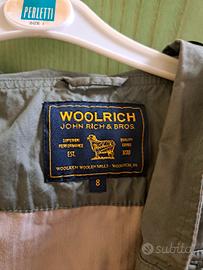 PERLETTI
WOOLRICH
JOHN RICH & BROS.
SUPERIOR
PERFORMANCE
EST.
QUALITY
GOODS
1830
WOOLRICH WOOLEN MILLS - WOOLRICH, PA
8
subito